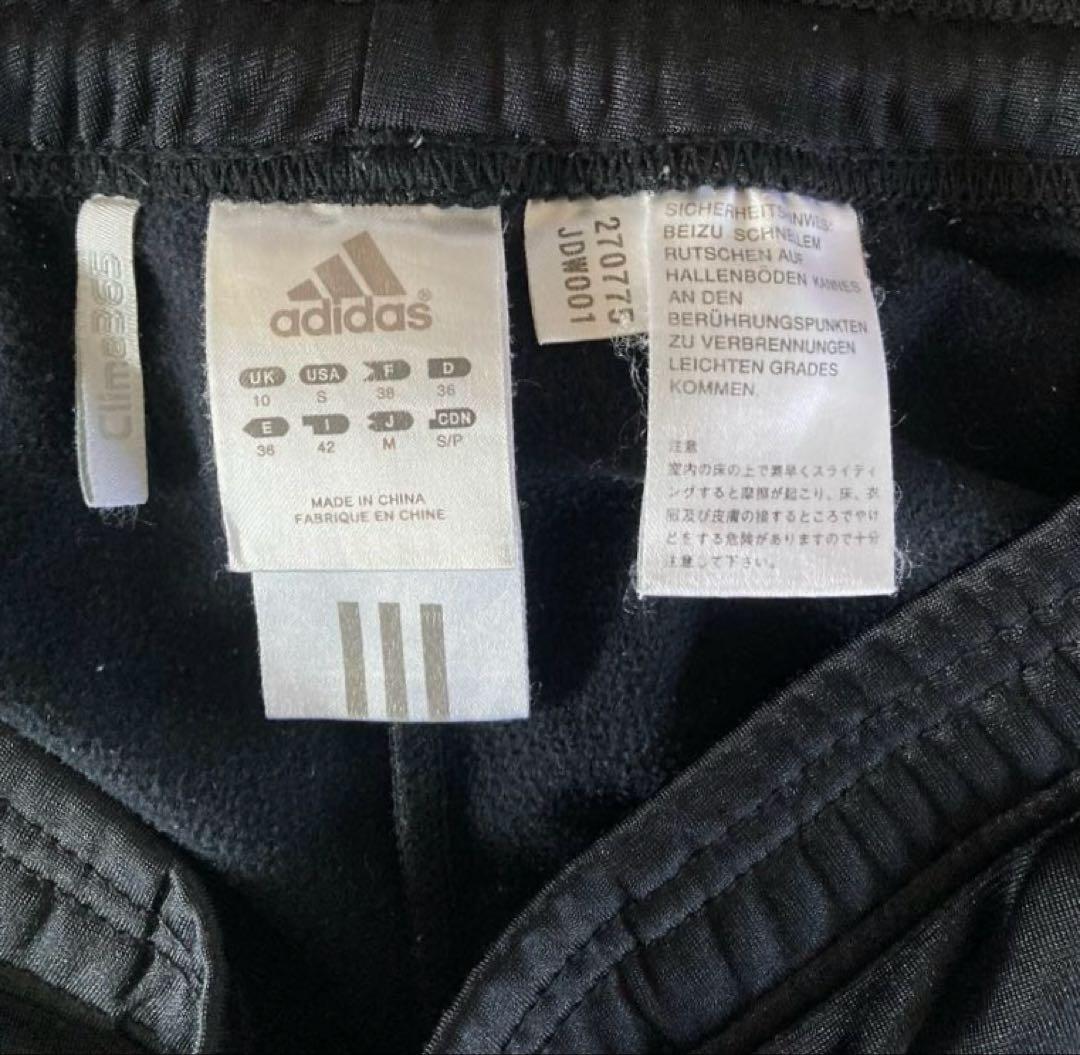 Clima365
adidas®
UK USA F D
10 S 38 36
E I J CDN
36 42 M S/P
MADE IN CHINA
FABRIQUE EN CHINE
270775
JDW001
SICHERHEITSHINWEIS:
BEIZU SCHNELLEM
RUTSCHEN AUF
HALLENBÖDEN KANNES
AN DEN
BERÜHRUNGSPUNKTEN
ZU VERBRENNUNGEN
LEICHTEN GRADES
KOMMEN.
注意
室内の床の上で素早くスライディ
ングすると摩擦が起こり、床、衣
服及び皮膚の接するところでやけ
どをする危険がありますので十分
注意して下さい。